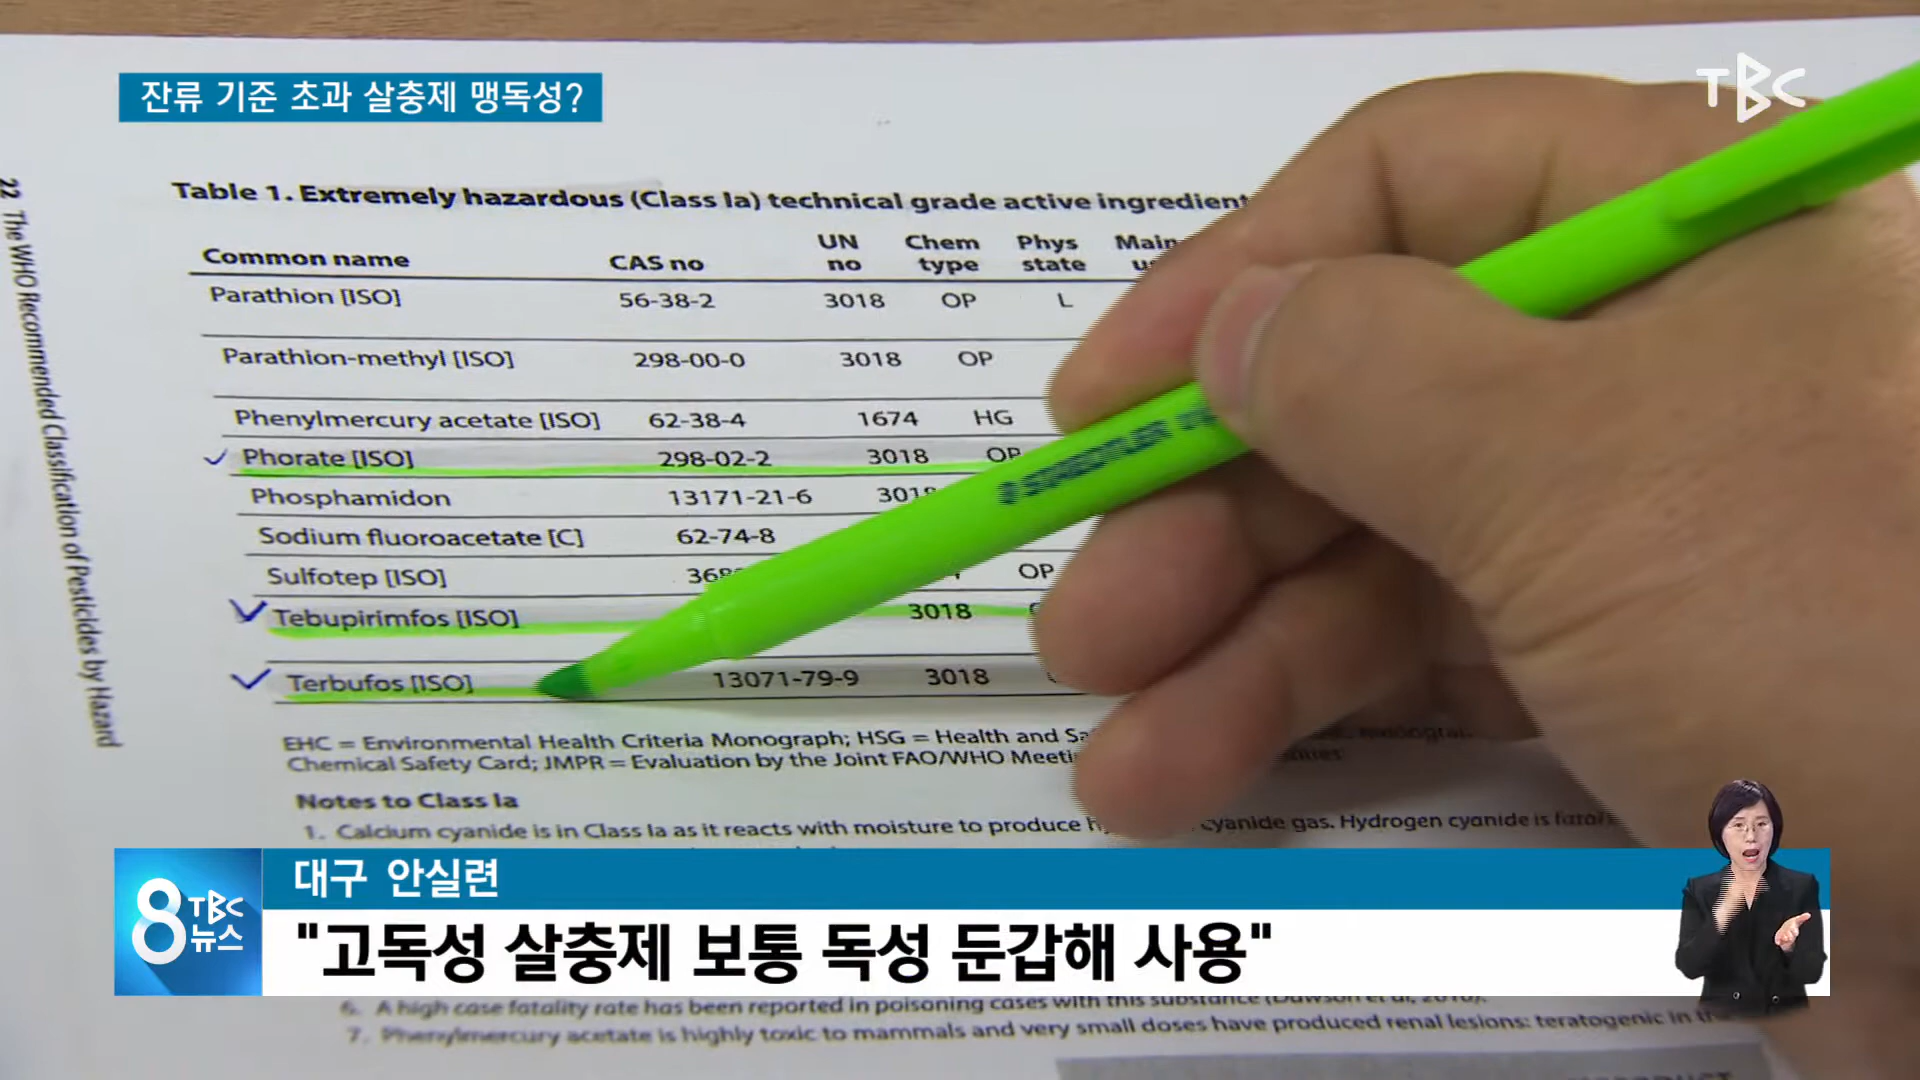 잔류 기준 초과 살충제 맹독성?
TBC
22 The WHO Recommended Classification of Pesticides by Hazard
Table 1. Extremely hazardous (Class Ia) technical grade active ingredient
Common name CAS no UN no Chem type Phys state Main
Parathion [ISO] 56-38-2 3018 OP L
Parathion-methyl [ISO] 298-00-0 3018 OP
Phenylmercury acetate [ISO] 62-38-4 1674 HG
Phorate [ISO] 298-02-2 3018 OP
Phosphamidon 13171-21-6 3018
Sodium fluoroacetate [C] 62-74-8
Sulfotep [ISO] OP
Tebupirimfos [ISO] 3018
Terbufos [ISO] 13071-79-9 3018
STAEDTLER
EHC = Environmental Health Criteria Monograph; HSG = Health and
Chemical Safety Card; JMPR = Evaluation by the Joint FAO/WHO
Notes to Class Ia
1. Calcium cyanide is in Class Ia as it reacts with moisture to produce cyanide gas. Hydrogen cyanide is
대구 안실련
8 TBC 뉴스
"고독성 살충제 보통 독성 둔갑해 사용"
6. A high case fatality rate has been reported in poisoning cases with this substance
7. Phenylmercury acetate is highly toxic to mammals and very small doses have produced renal lesions: teratogenic in